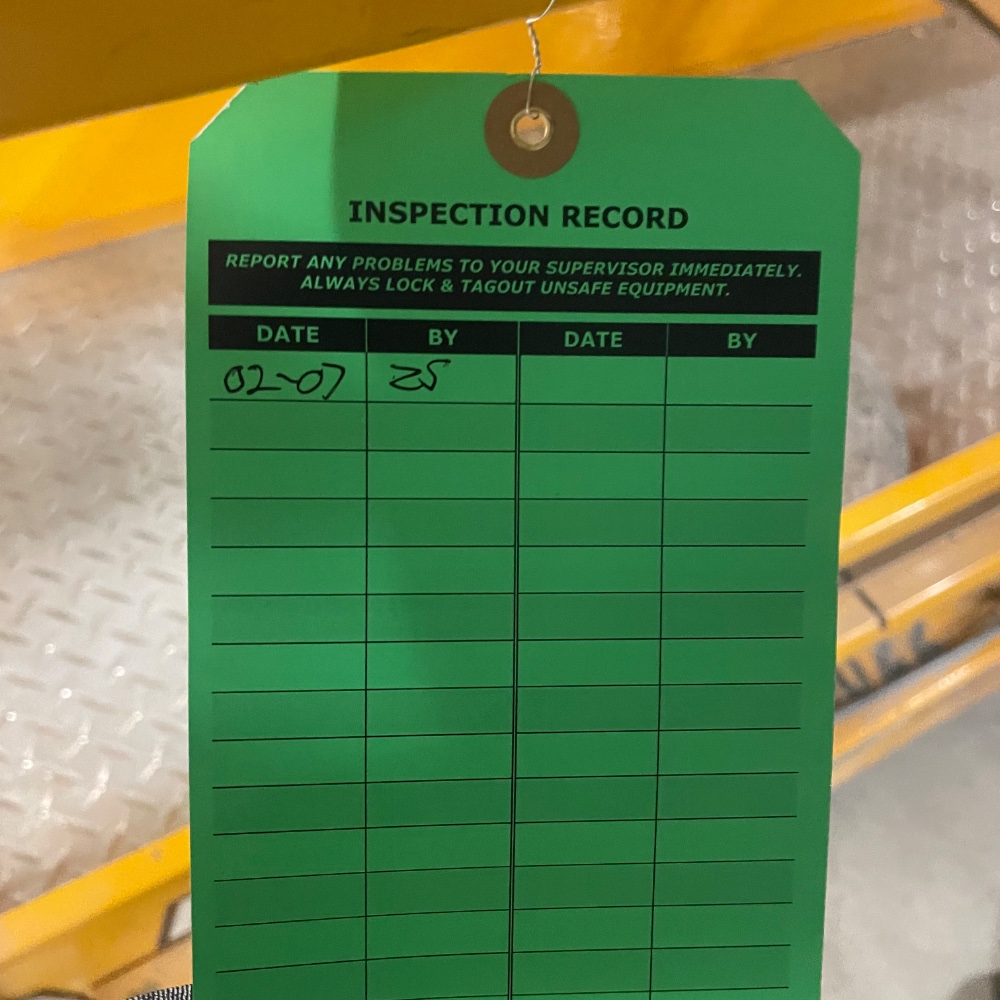 INSPECTION RECORD
REPORT ANY PROBLEMS TO YOUR SUPERVISOR IMMEDIATELY.
ALWAYS LOCK & TAGOUT UNSAFE EQUIPMENT.
DATE BY DATE BY
02-07 ZS